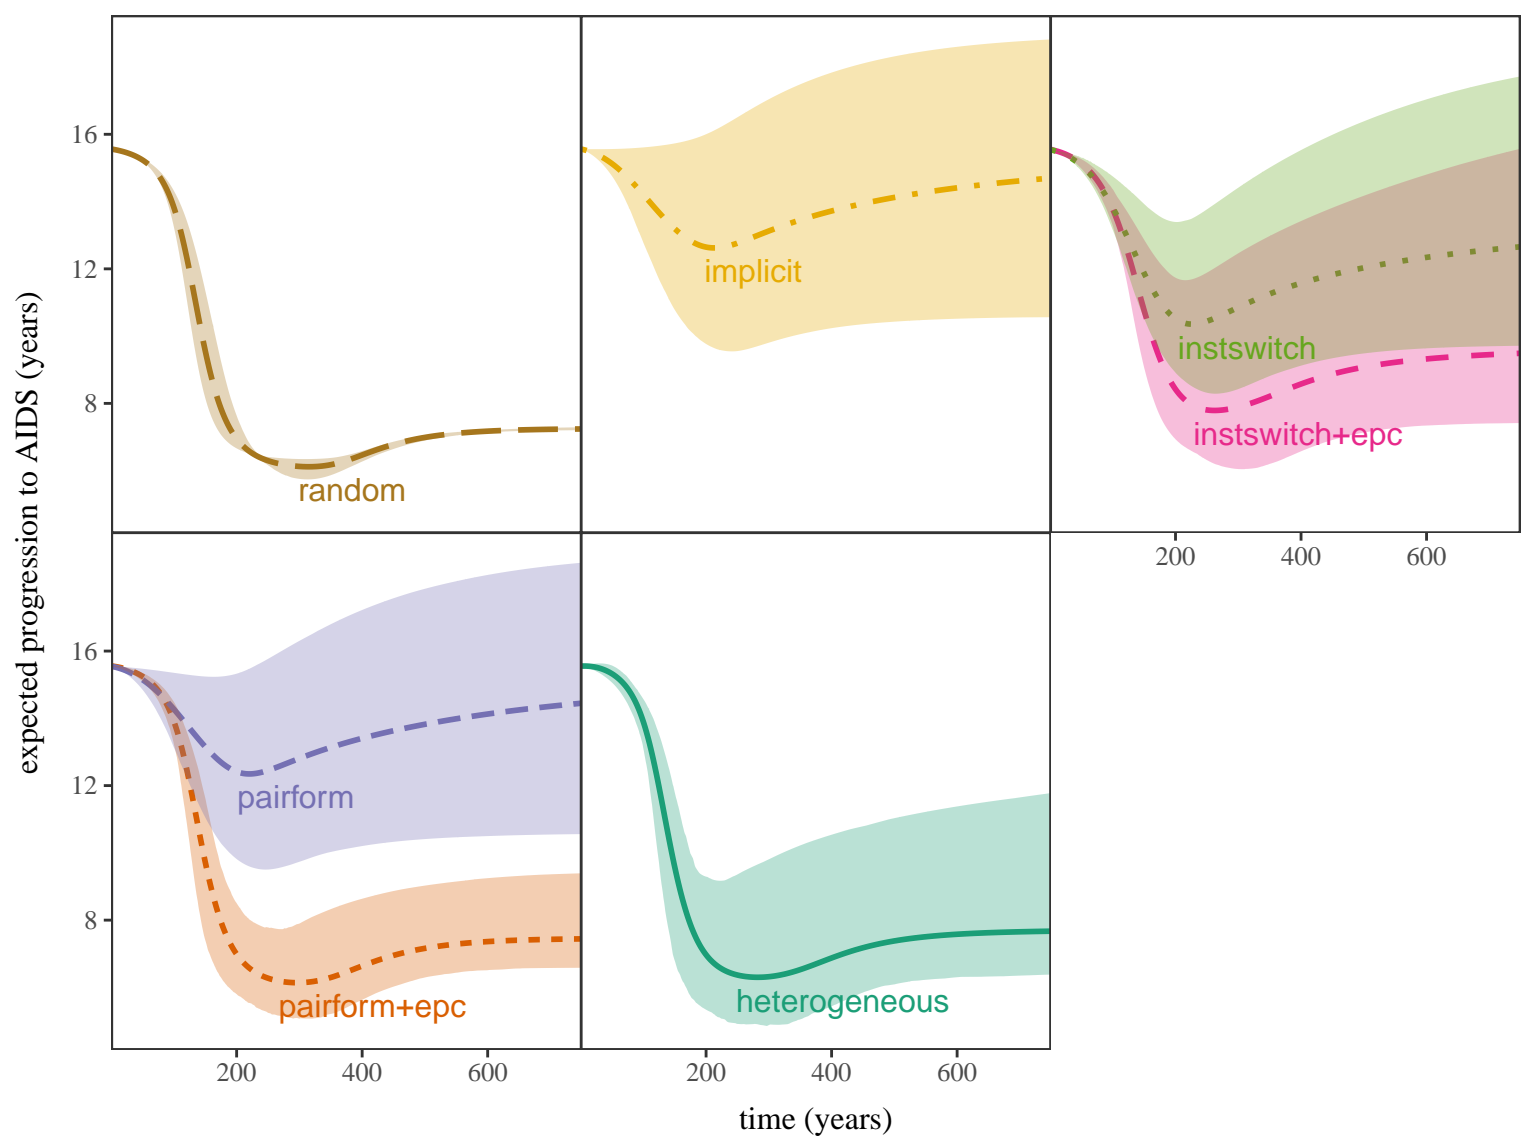 expected progression to AIDS (years)
16
12
8
random
implicit
instswitch
instswitch+epc
200
400
600
16
12
8
pairform
pairform+epc
heterogeneous
200
400
600
200
400
600
time (years)